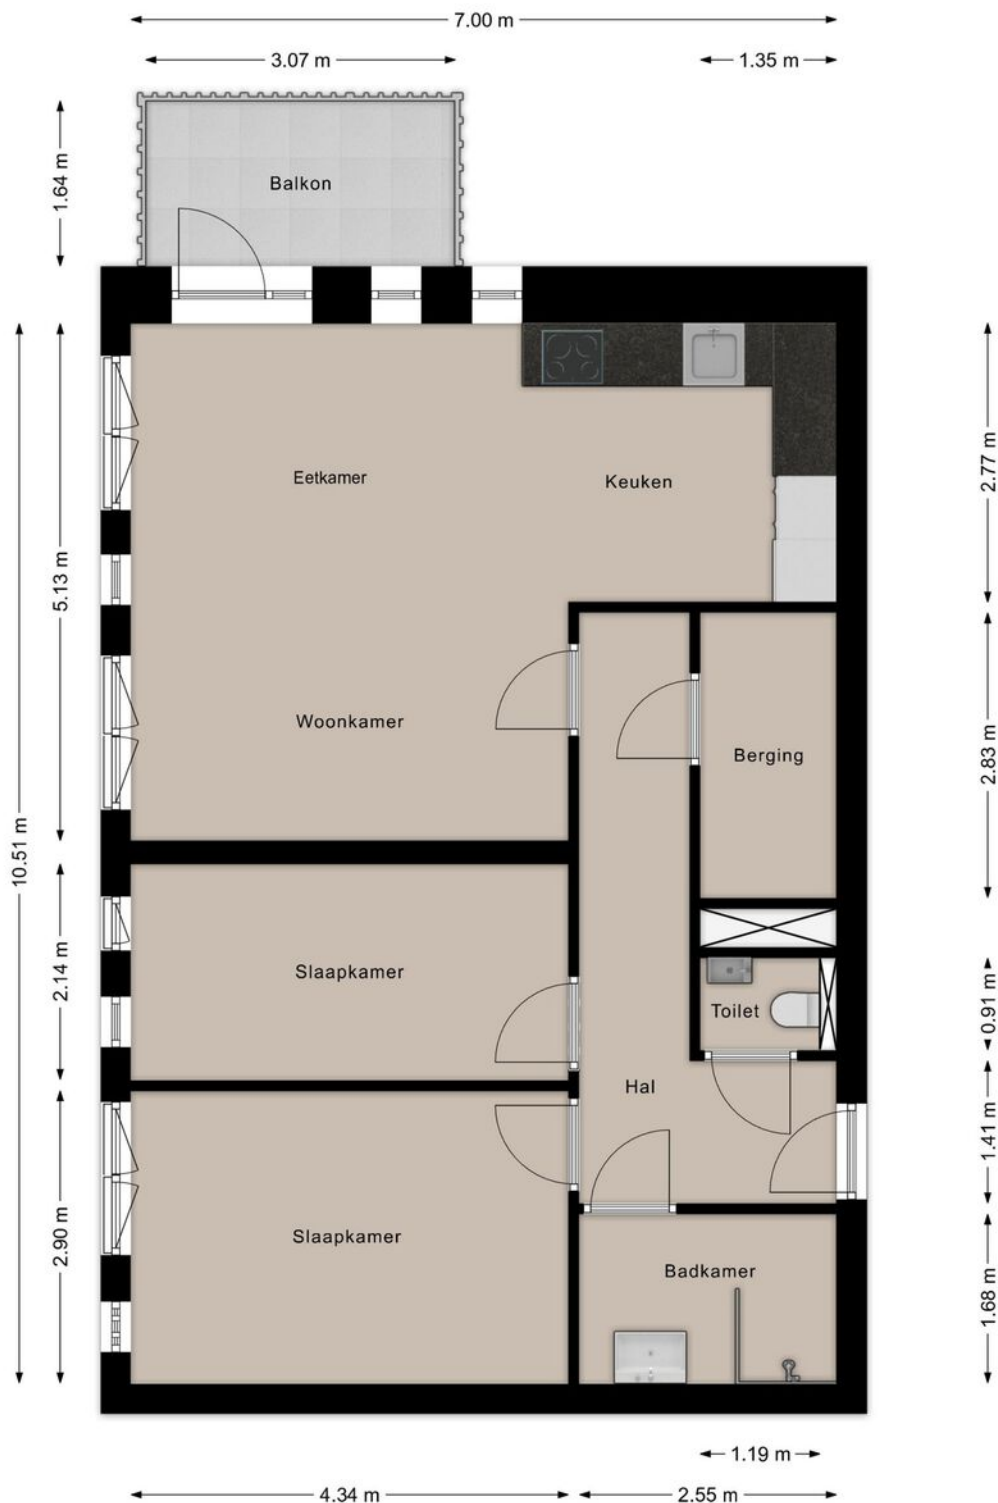 7.00 m
3.07 m
1.35 m
1.64 m
Balkon
Eetkamer
Keuken
2.77 m
5.13 m
Woonkamer
Berging
2.83 m
10.51 m
2.14 m
Slaapkamer
Toilet
0.91 m
Hal
1.41 m
2.90 m
Slaapkamer
Badkamer
1.68 m
1.19 m
4.34 m
2.55 m